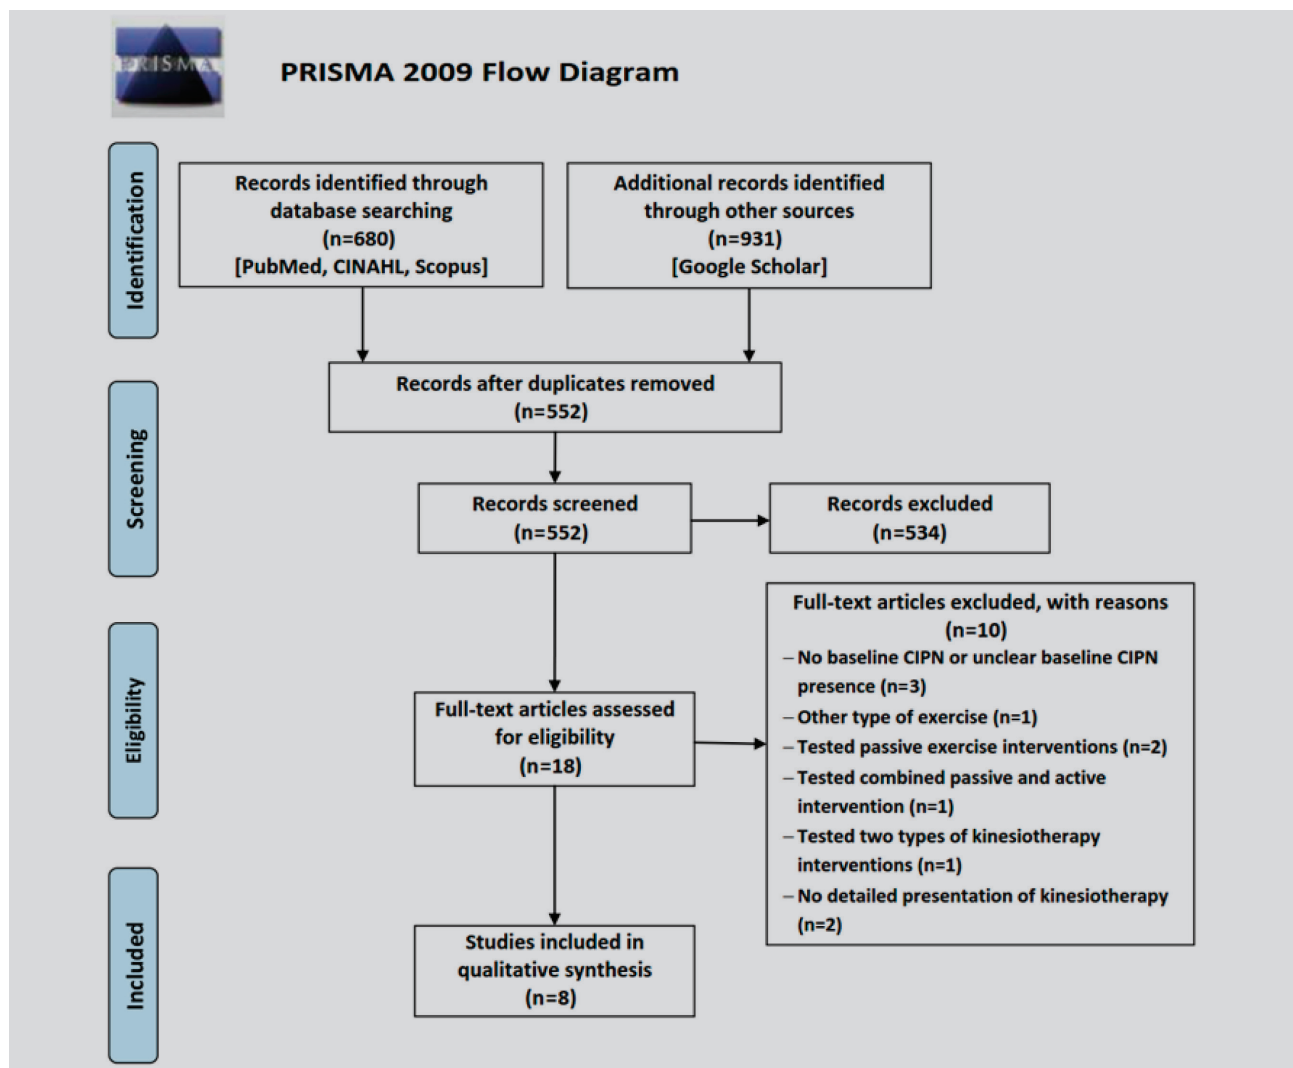 PRISMA
PRISMA 2009 Flow Diagram
Identification
Records identified through
database searching
(n=680)
[PubMed, CINAHL, Scopus]
Additional records identified
through other sources
(n=931)
[Google Scholar]
Records after duplicates removed
(n=552)
Screening
Records screened
(n=552)
Records excluded
(n=534)
Eligibility
Full-text articles assessed
for eligibility
(n=18)
Full-text articles excluded, with reasons
(n=10)
– No baseline CIPN or unclear baseline CIPN
presence (n=3)
– Other type of exercise (n=1)
– Tested passive exercise interventions (n=2)
– Tested combined passive and active
intervention (n=1)
– Tested two types of kinesiotherapy
interventions (n=1)
– No detailed presentation of kinesiotherapy
(n=2)
Included
Studies included in
qualitative synthesis
(n=8)